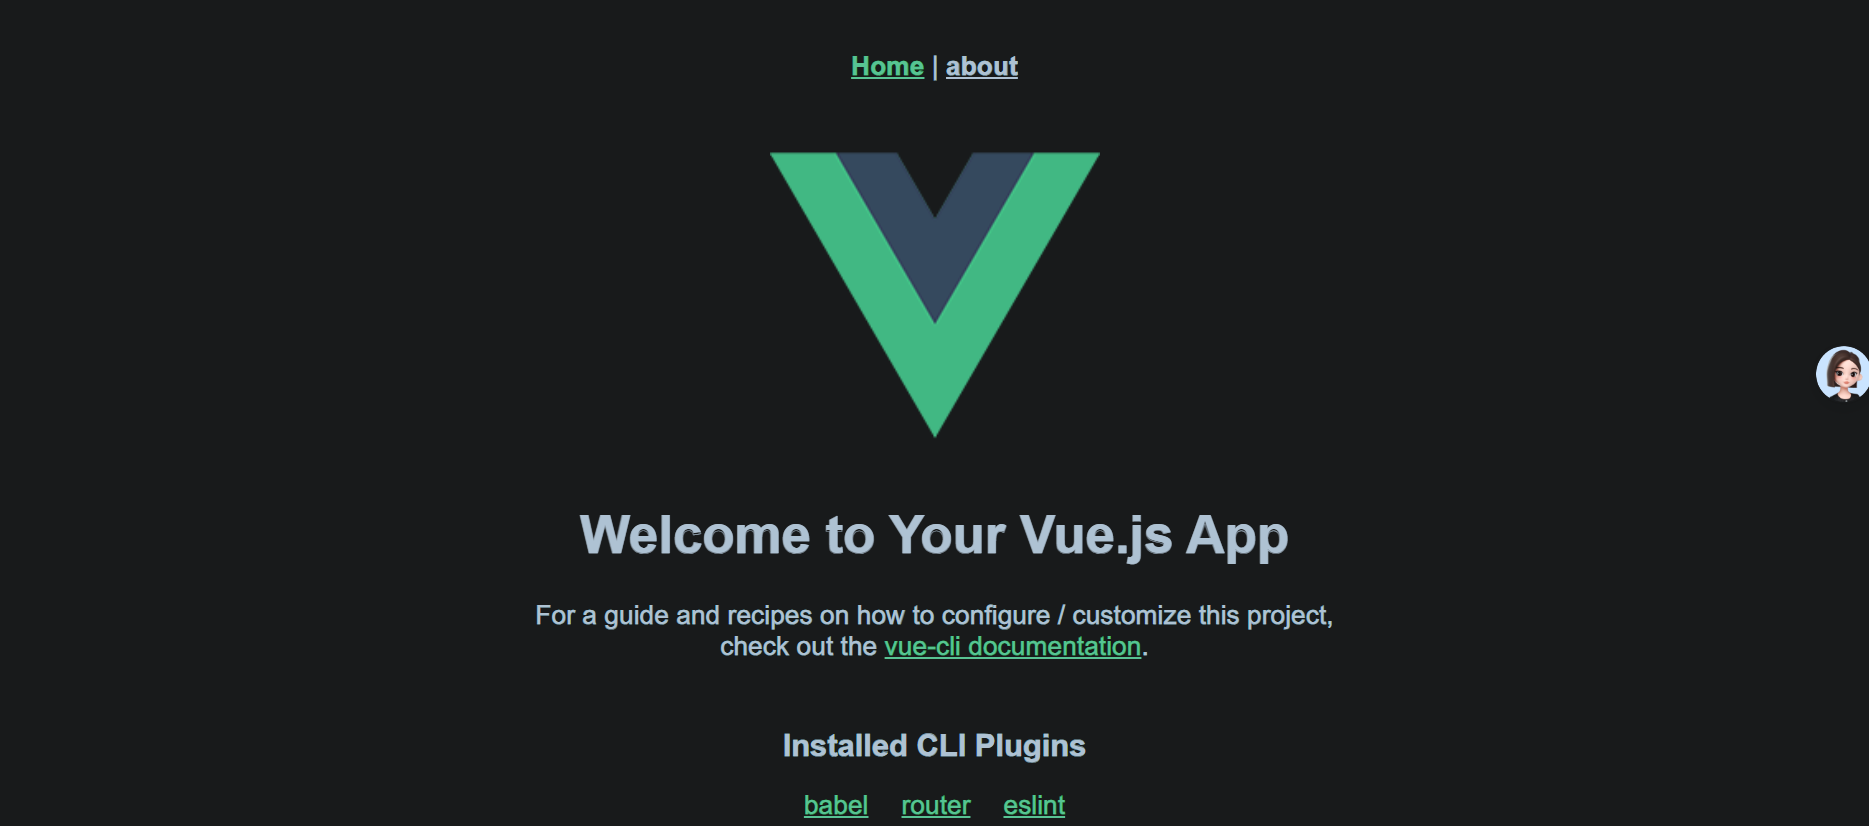 Home | about
Welcome to Your Vue.js App
For a guide and recipes on how to configure / customize this project,
check out the vue-cli documentation.
Installed CLI Plugins
babel router eslint